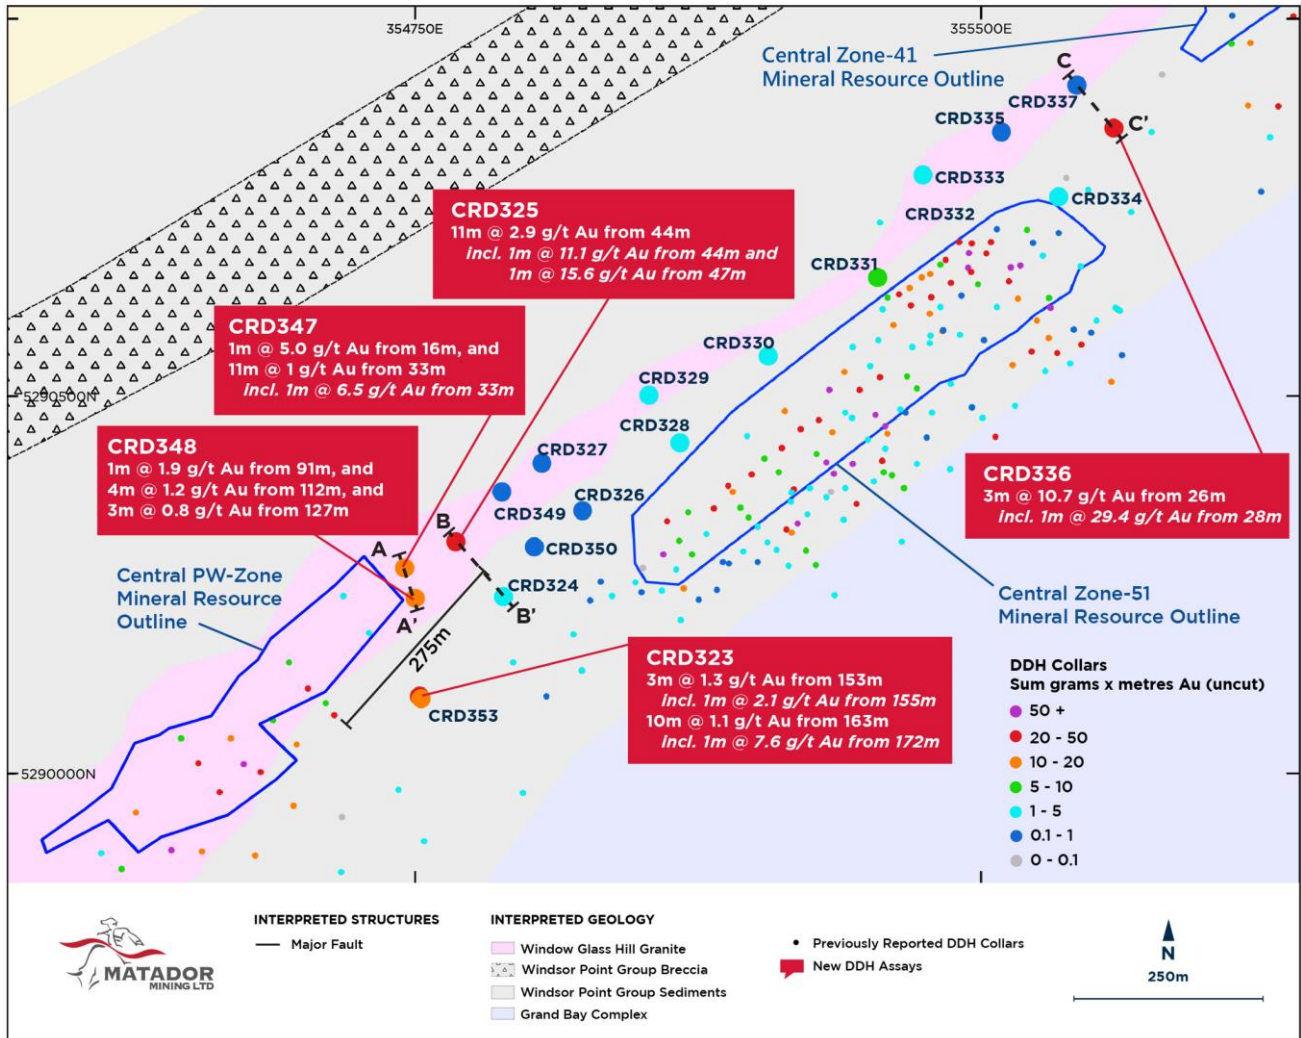 354750E
355500E
Central Zone-41
Mineral Resource Outline
C
CRD337
CRD335
C'
CRD333
CRD334
CRD332
CRD325
11m @ 2.9 g/t Au from 44m
incl. 1m @ 11.1 g/t Au from 44m and
1m @ 15.6 g/t Au from 47m
CRD331
CRD347
1m @ 5.0 g/t Au from 16m, and
11m @ 1 g/t Au from 33m
incl. 1m @ 6.5 g/t Au from 33m
CRD330
CRD329
5290500N
CRD328
CRD348
1m @ 1.9 g/t Au from 91m, and
4m @ 1.2 g/t Au from 112m, and
3m @ 0.8 g/t Au from 127m
CRD327
CRD336
3m @ 10.7 g/t Au from 26m
incl. 1m @ 29.4 g/t Au from 28m
CRD326
CRD349
B
CRD350
A
Central PW-Zone
Mineral Resource
Outline
CRD324
B'
A'
275m
Central Zone-51
Mineral Resource Outline
CRD323
3m @ 1.3 g/t Au from 153m
incl. 1m @ 2.1 g/t Au from 155m
10m @ 1.1 g/t Au from 163m
incl. 1m @ 7.6 g/t Au from 172m
CRD353
DDH Collars
Sum grams x metres Au (uncut)
50 +
20 - 50
10 - 20
5 - 10
1 - 5
0.1 - 1
0 - 0.1
5290000N
MATADOR
MINING LTD
INTERPRETED STRUCTURES
Major Fault
INTERPRETED GEOLOGY
Window Glass Hill Granite
Windsor Point Group Breccia
Windsor Point Group Sediments
Grand Bay Complex
Previously Reported DDH Collars
New DDH Assays
N
250m